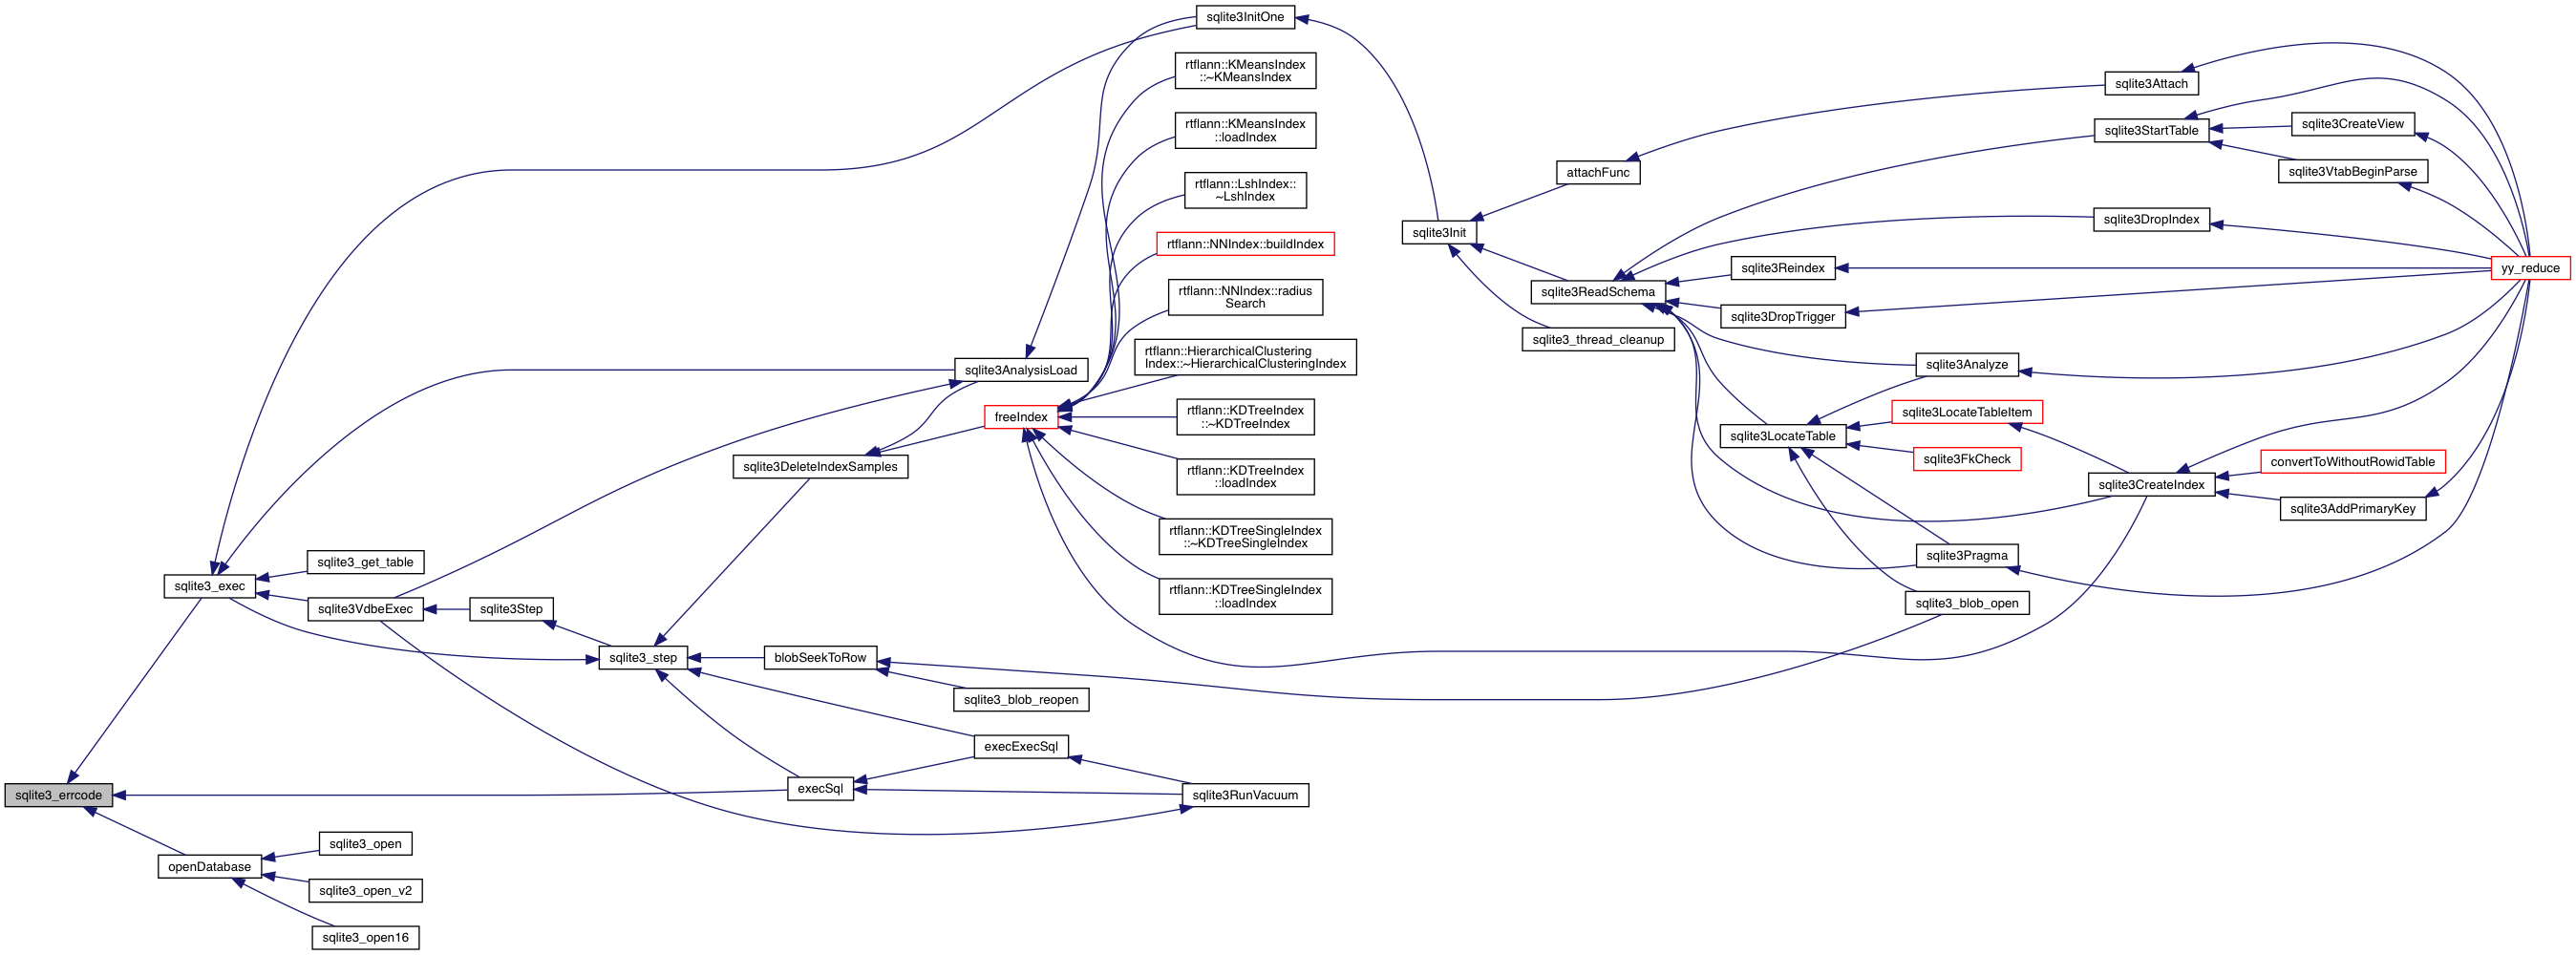 sqlite3_errcode
sqlite3_exec
sqlite3_get_table
sqlite3VdbeExec
sqlite3Step
sqlite3_step
sqlite3DeleteIndexSamples
sqlite3AnalysisLoad
sqlite3InitOne
rtflann::KMeansIndex
::~KMeansIndex
rtflann::KMeansIndex
::loadIndex
rtflann::LshIndex::
~LshIndex
rtflann::NNIndex::buildIndex
rtflann::NNIndex::radius
Search
rtflann::HierarchicalClustering
Index::~HierarchicalClusteringIndex
freeIndex
rtflann::KDTreeIndex
::~KDTreeIndex
rtflann::KDTreeIndex
::loadIndex
rtflann::KDTreeSingleIndex
::~KDTreeSingleIndex
rtflann::KDTreeSingleIndex
::loadIndex
blobSeekToRow
sqlite3_blob_reopen
execExecSql
execSql
sqlite3RunVacuum
openDatabase
sqlite3_open
sqlite3_open_v2
sqlite3_open16
sqlite3Init
attachFunc
sqlite3ReadSchema
sqlite3_thread_cleanup
sqlite3Attach
sqlite3StartTable
sqlite3CreateView
sqlite3VtabBeginParse
sqlite3DropIndex
sqlite3Reindex
sqlite3DropTrigger
yy_reduce
sqlite3Analyze
sqlite3LocateTable
sqlite3LocateTableItem
sqlite3FkCheck
sqlite3CreateIndex
convertToWithoutRowidTable
sqlite3AddPrimaryKey
sqlite3Pragma
sqlite3_blob_open